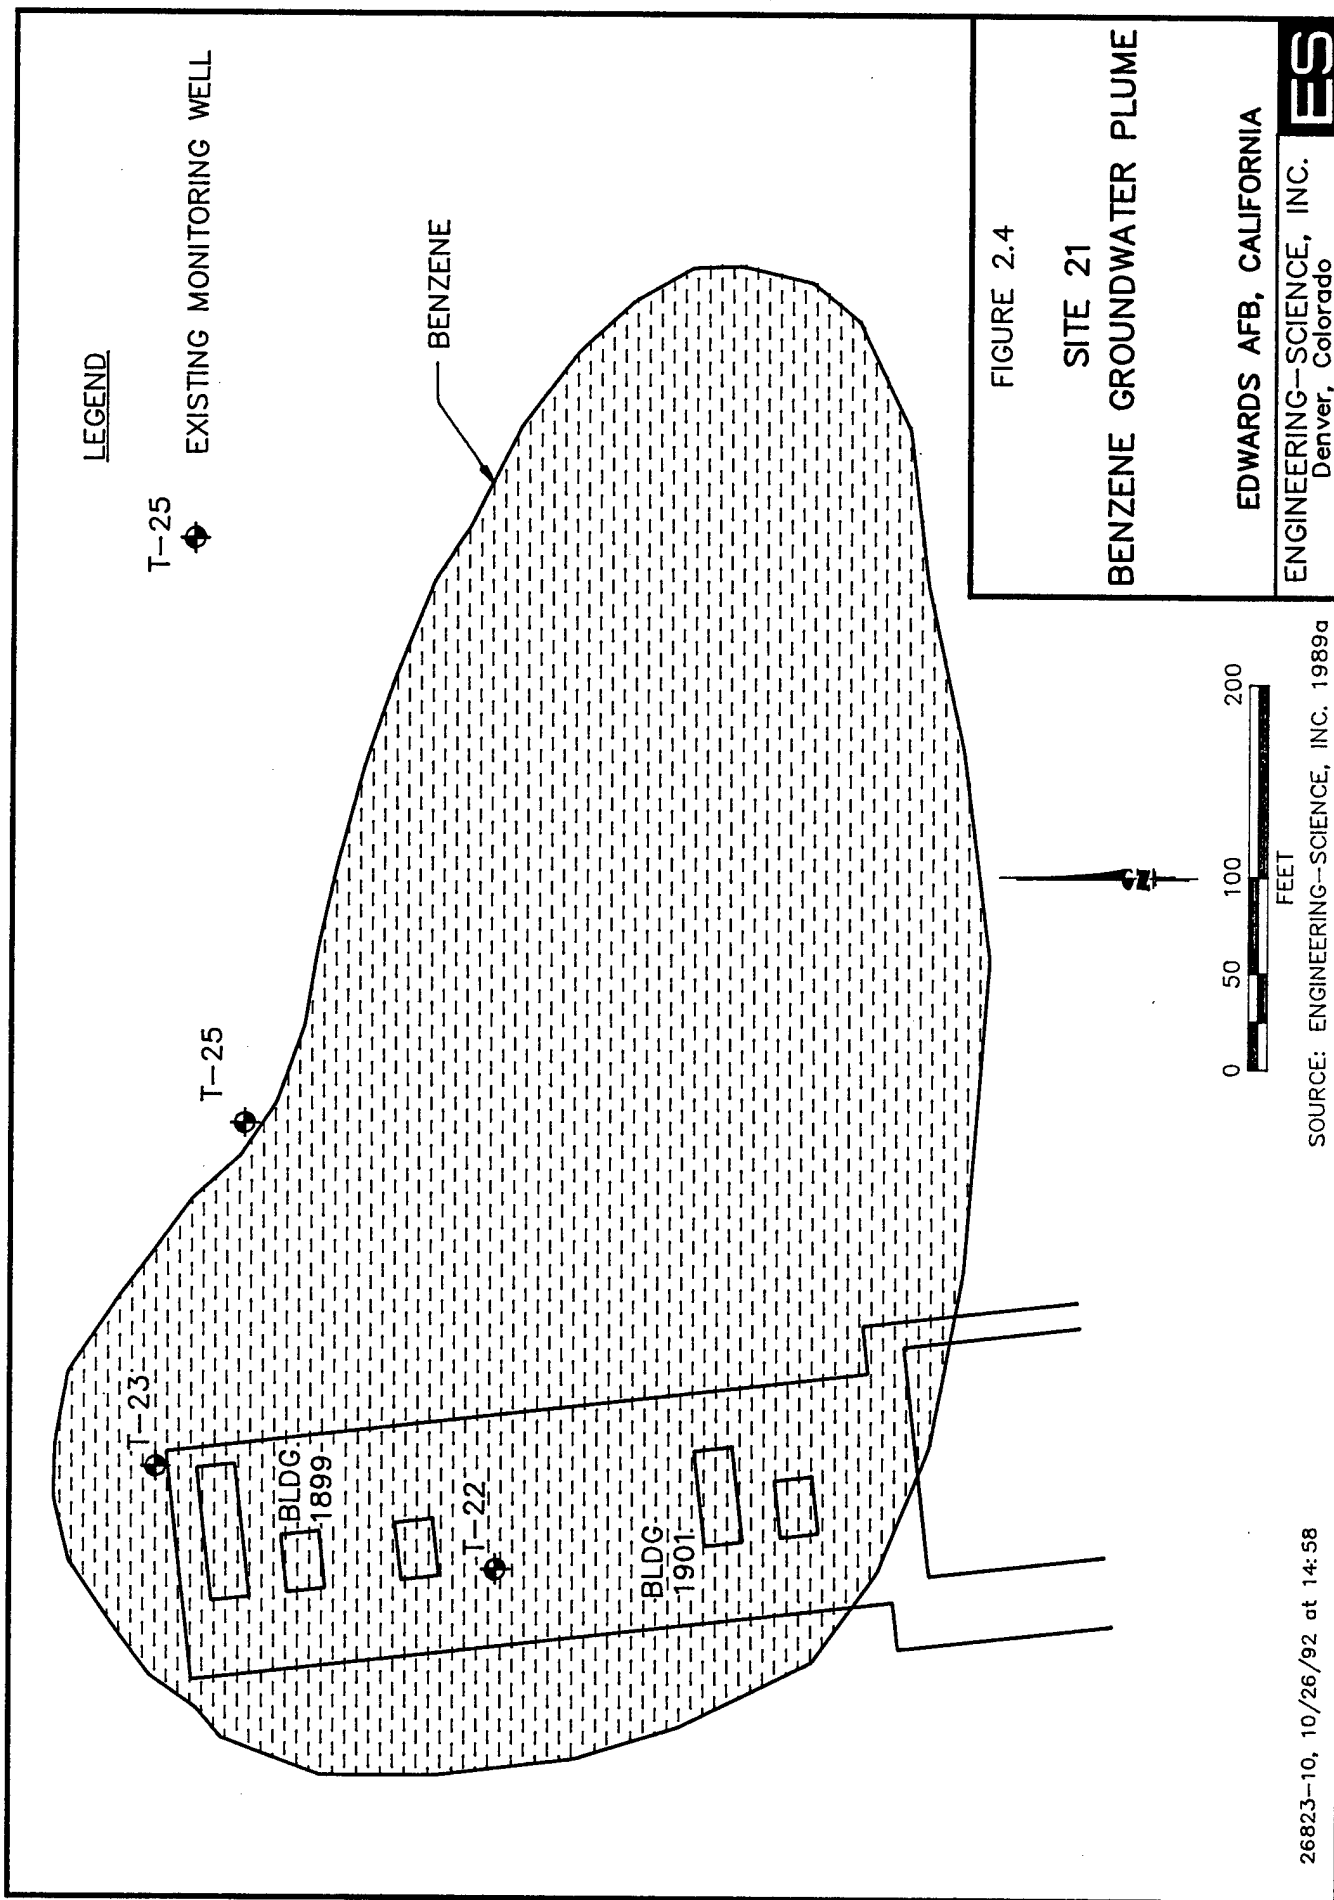 LEGEND
T-25
EXISTING MONITORING WELL
BENZENE
T-25
T-23
BLDG.
1899
T-22
BLDG
1901
0 50 100 200
FEET
SOURCE: ENGINEERING-SCIENCE, INC. 1989a
26823-10, 10/26/92 at 14:58
N
FIGURE 2.4
SITE 21
BENZENE GROUNDWATER PLUME
EDWARDS AFB, CALIFORNIA
ENGINEERING-SCIENCE, INC.
Denver, Colorado
ES